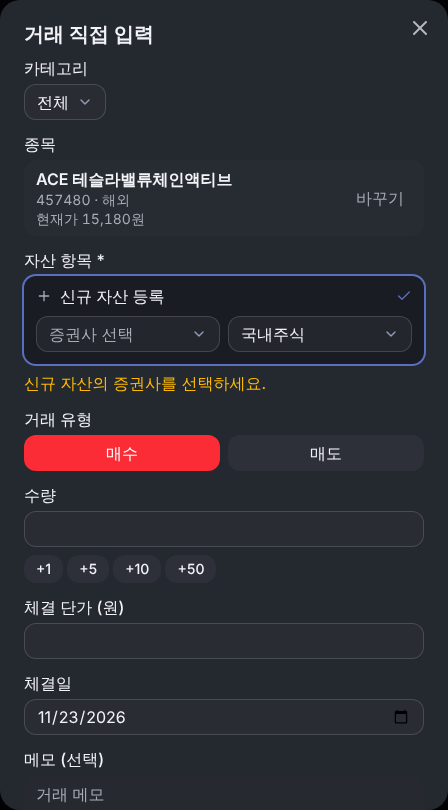 거래 직접 입력
카테고리
전체
종목
ACE 테슬라밸류체인액티브
457480 · 해외
현재가 15,180원
바꾸기
자산 항목 *
+ 신규 자산 등록
증권사 선택
국내주식
신규 자산의 증권사를 선택하세요.
거래 유형
매수
매도
수량
+1
+5
+10
+50
체결 단가 (원)
체결일
11/23/2026
메모 (선택)
거래 메모